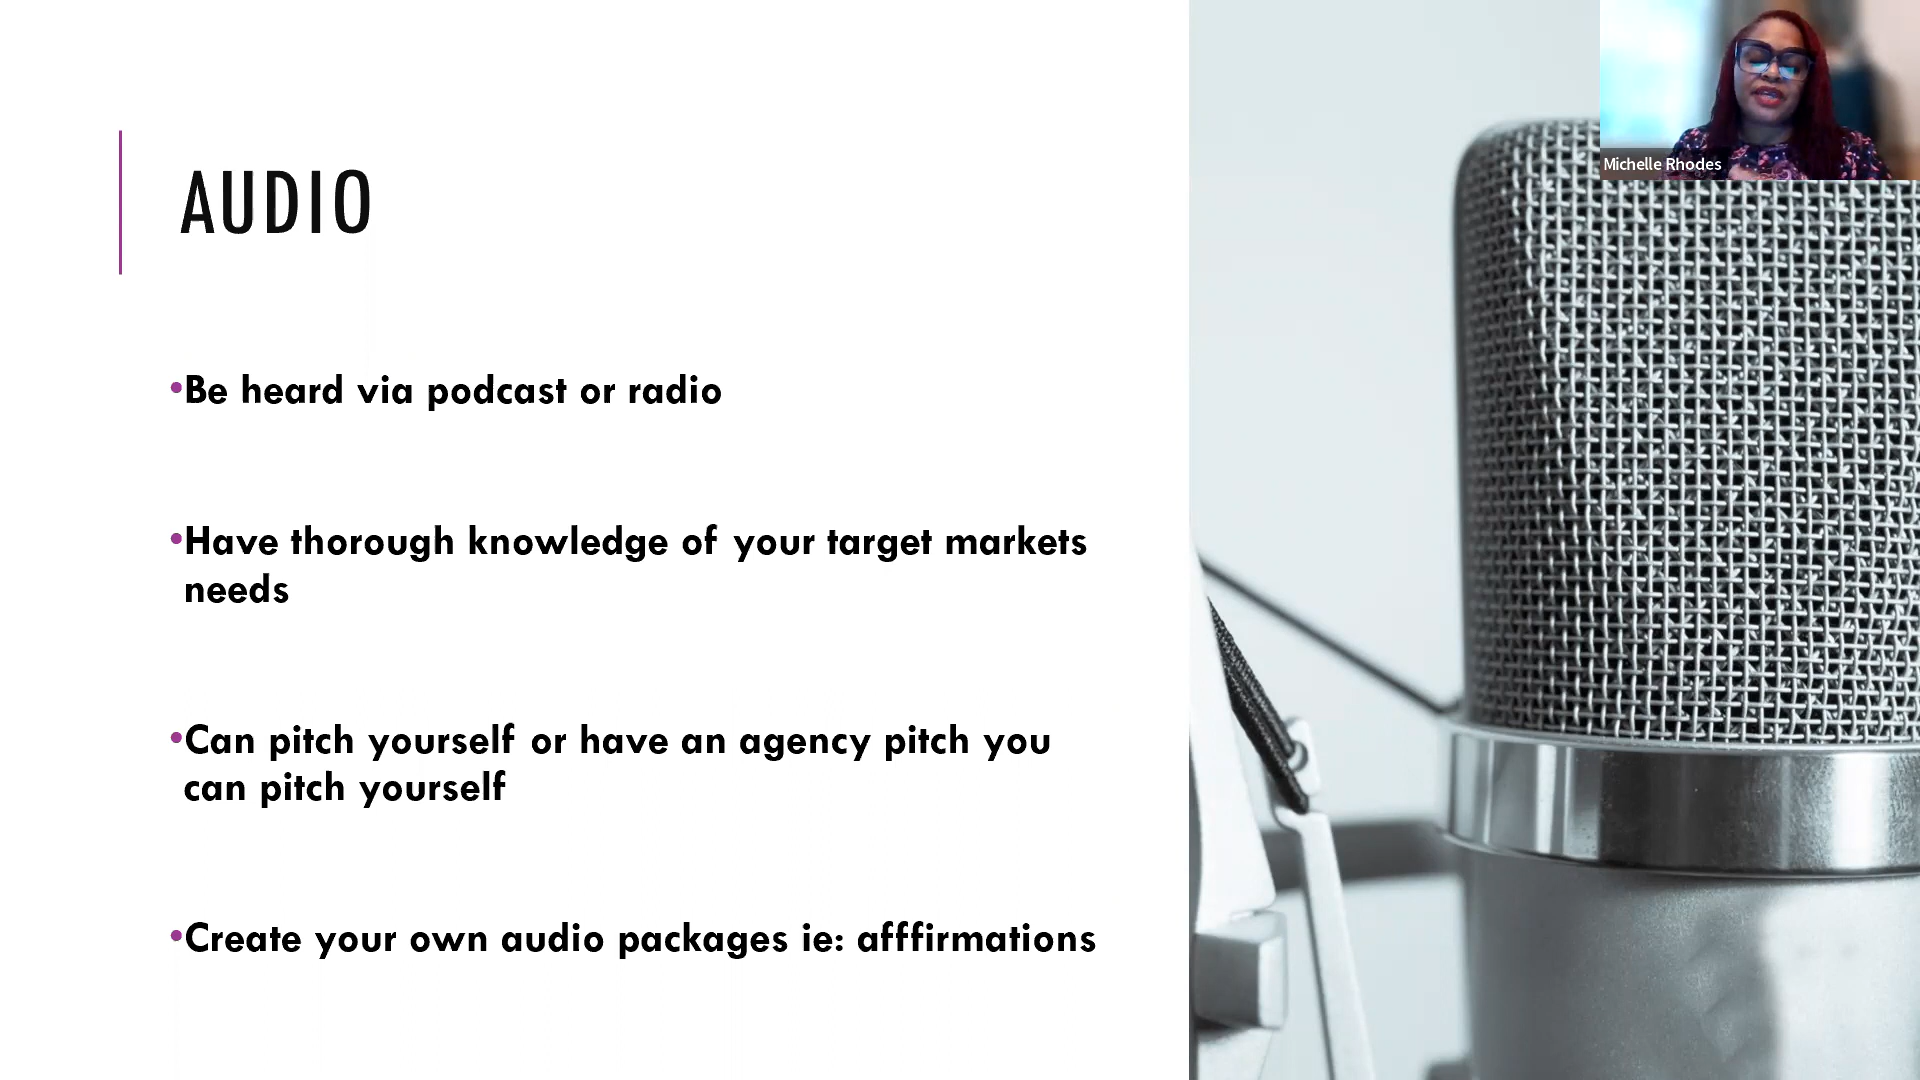 Michelle Rhodes
AUDIO
•Be heard via podcast or radio
•Have thorough knowledge of your target markets
needs
•Can pitch yourself or have an agency pitch you
can pitch yourself
•Create your own audio packages ie: afffirmations